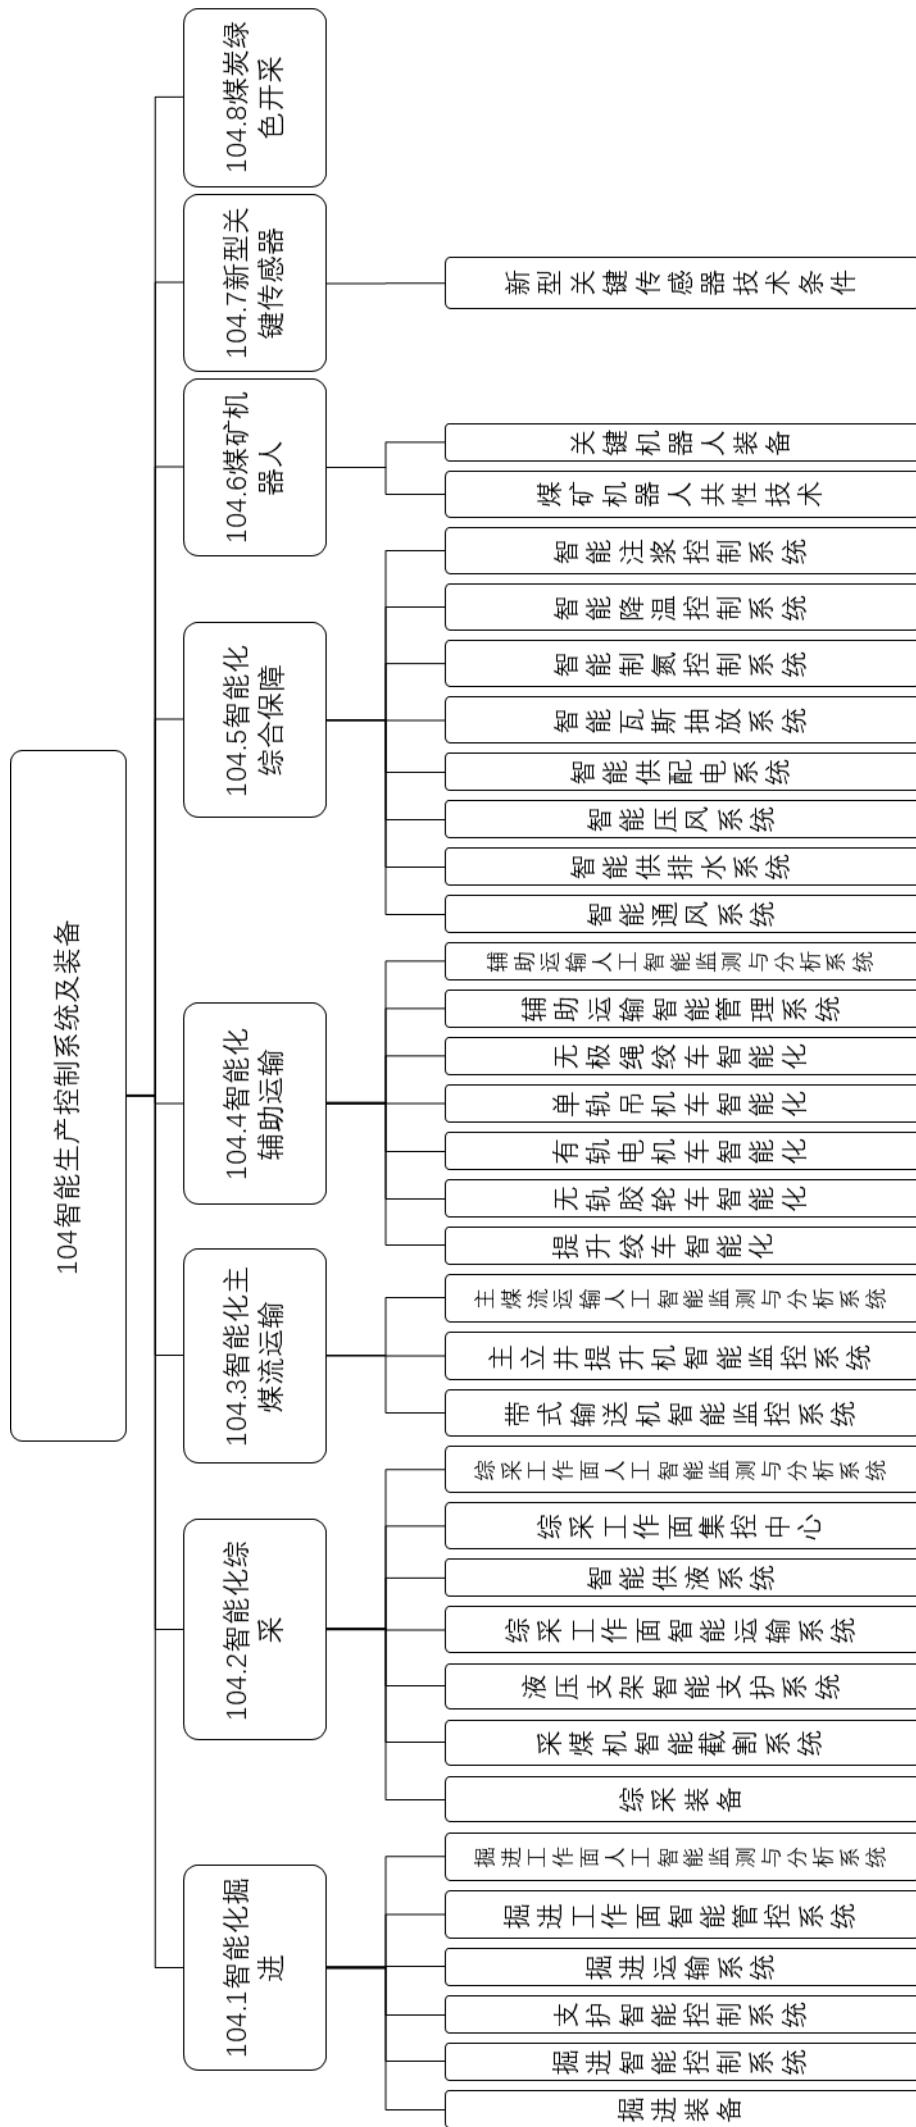 104智能生产控制系统及装备
104.1智能化掘
进
104.2智能化综
采
104.3智能化主
煤流运输
104.4智能化
辅助运输
104.5智能化
综合保障
104.6煤矿机
器人
104.7新型关
键传感器
104.8煤炭绿
色开采
掘进装备
掘进智能控制系统
支护智能控制系统
掘进运输系统
掘进工作面智能管控系统
掘进工作面人工智能监测与分析系统
综采装备
采煤机智能截割系统
液压支架智能支护系统
综采工作面智能运输系统
智能供液系统
综采工作面集控中心
综采工作面人工智能监测与分析系统
带式输送机智能监控系统
主立井提升机智能监控系统
主煤流运输人工智能监测与分析系统
提升绞车智能化
无轨胶轮车智能化
有轨电机车智能化
单轨吊机车智能化
无极绳绞车智能化
辅助运输智能管理系统
辅助运输人工智能监测与分析系统
智能通风系统
智能供排水系统
智能压风系统
智能供配电系统
智能瓦斯抽放系统
智能制氮控制系统
智能降温控制系统
智能注浆控制系统
煤矿机器人共性技术
关键机器人装备
新型关键传感器技术条件